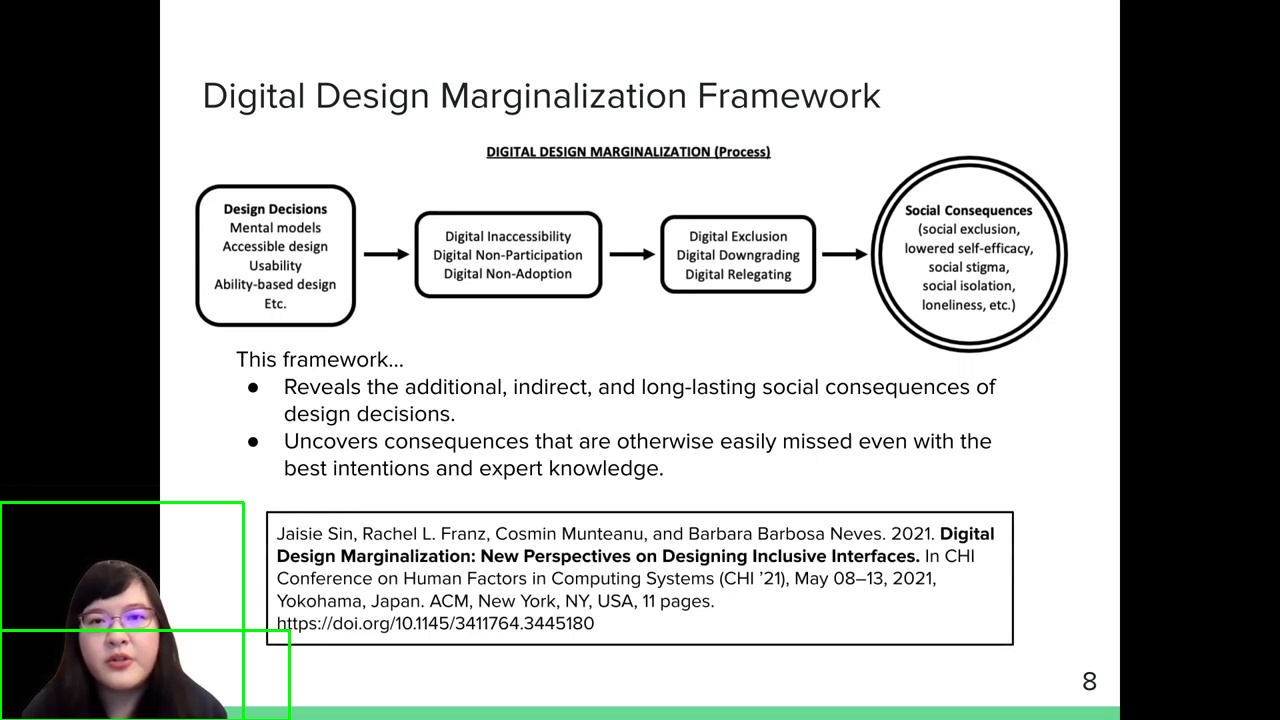 Digital Design Marginalization Framework
DIGITAL DESIGN MARGINALIZATION (Process)
Design Decisions
Mental models
Accessible design
Usability
Ability-based design
Etc.
Digital Inaccessibility
Digital Non-Participation
Digital Non-Adoption
Digital Exclusion
Digital Downgrading
Digital Relegating
Social Consequences
(social exclusion,
lowered self-efficacy,
social stigma,
social isolation,
loneliness, etc.)
This framework...
● Reveals the additional, indirect, and long-lasting social consequences of
design decisions.
● Uncovers consequences that are otherwise easily missed even with the
best intentions and expert knowledge.
Jaisie Sin, Rachel L. Franz, Cosmin Munteanu, and Barbara Barbosa Neves. 2021. Digital
Design Marginalization: New Perspectives on Designing Inclusive Interfaces. In CHI
Conference on Human Factors in Computing Systems (CHI ’21), May 08–13, 2021,
Yokohama, Japan. ACM, New York, NY, USA, 11 pages.
https://doi.org/10.1145/3411764.3445180
8